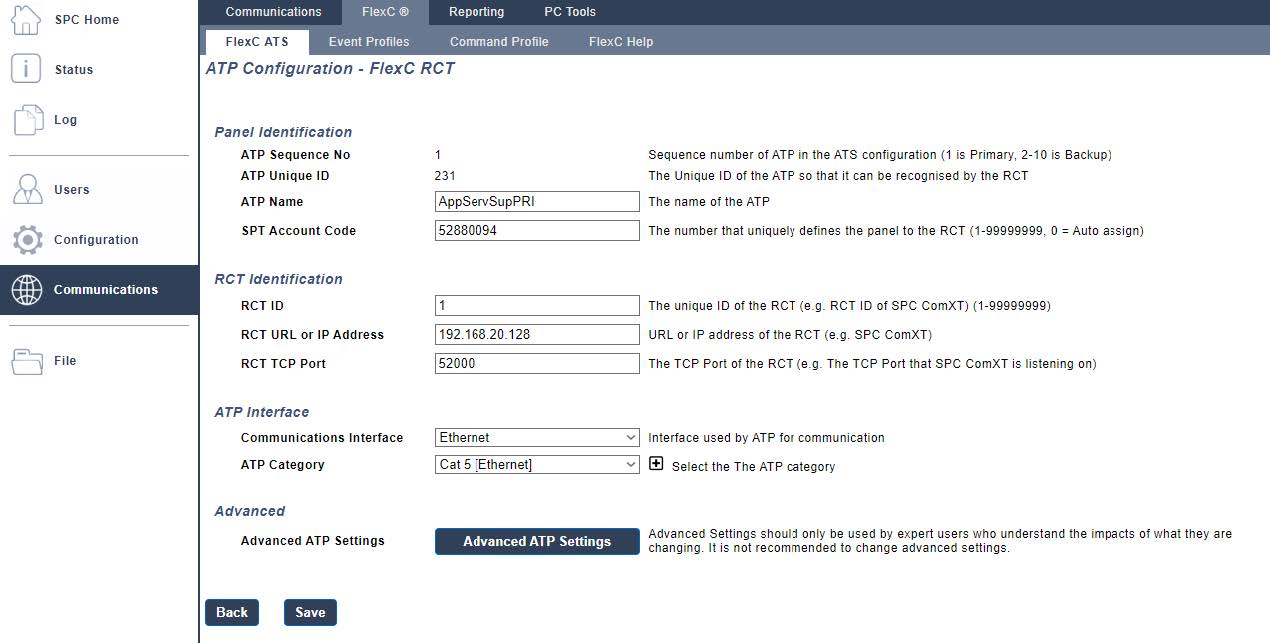 SPC Home
Status
Log
Users
Configuration
Communications
File
Communications FlexC ® Reporting PC Tools
FlexC ATS Event Profiles Command Profile FlexC Help
ATP Configuration - FlexC RCT
Panel Identification
ATP Sequence No 1 Sequence number of ATP in the ATS configuration (1 is Primary, 2-10 is Backup)
ATP Unique ID 231 The Unique ID of the ATP so that it can be recognised by the RCT
ATP Name AppServSupPRI The name of the ATP
SPT Account Code 52880094 The number that uniquely defines the panel to the RCT (1-99999999, 0 = Auto assign)
RCT Identification
RCT ID 1 The unique ID of the RCT (e.g. RCT ID of SPC ComXT) (1-99999999)
RCT URL or IP Address 192.168.20.128 URL or IP address of the RCT (e.g. SPC ComXT)
RCT TCP Port 52000 The TCP Port of the RCT (e.g. The TCP Port that SPC ComXT is listening on)
ATP Interface
Communications Interface Ethernet Interface used by ATP for communication
ATP Category Cat 5 [Ethernet] Select the The ATP category
Advanced
Advanced ATP Settings Advanced ATP Settings Advanced Settings should only be used by expert users who understand the impacts of what they are
changing. It is not recommended to change advanced settings.
Back Save